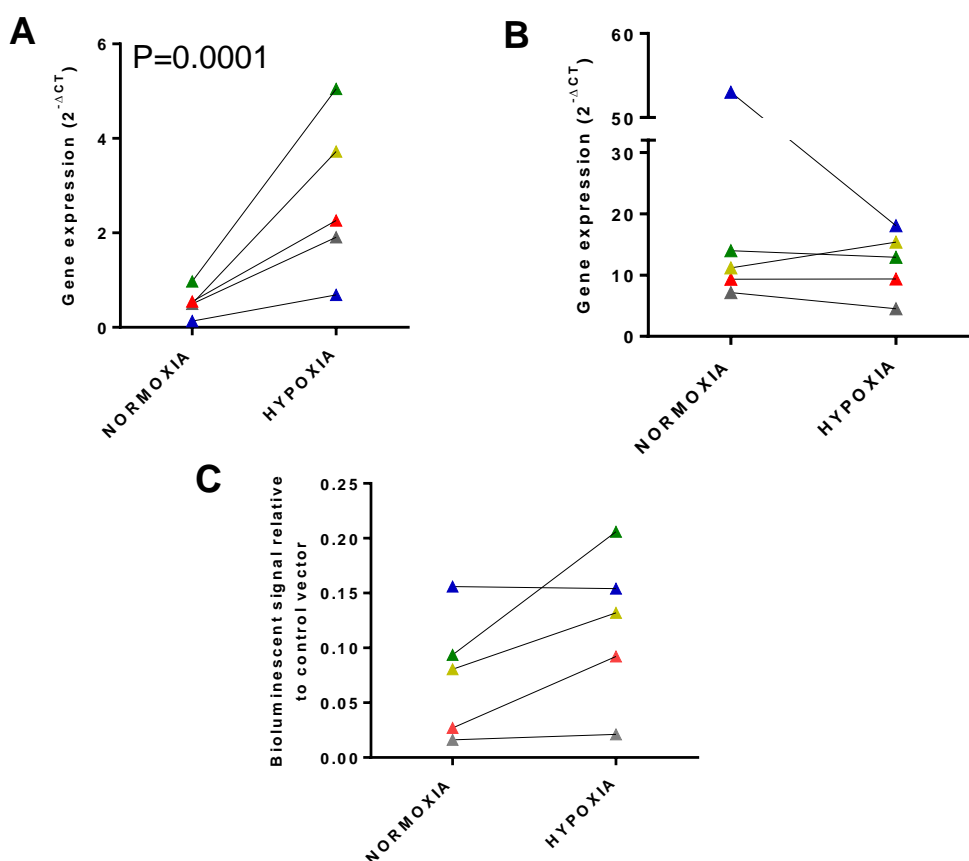 A
P=0.0001
Gene expression (2^-ΔCT)
6
4
2
0
NORMOXIA
HYPOXIA
B
Gene expression (2^-ΔCT)
60
50
30
20
10
0
NORMOXIA
HYPOXIA
C
Bioluminescent signal relative
to control vector
0.25
0.20
0.15
0.10
0.05
0.00
NORMOXIA
HYPOXIA